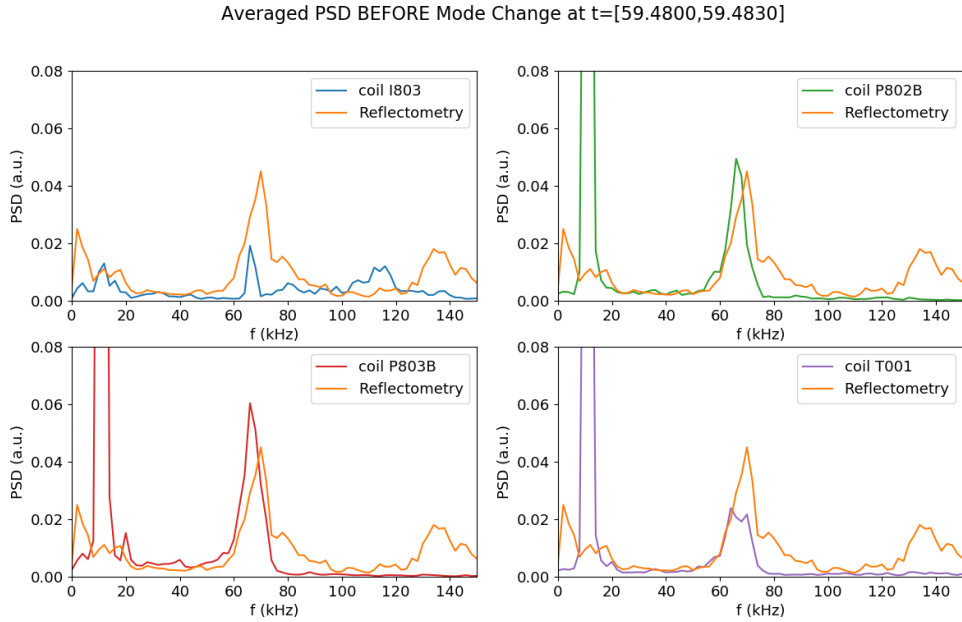 Averaged PSD BEFORE Mode Change at t=[59.4800,59.4830]
0.08
0.06
0.04
0.02
0.00
PSD (a.u.)
coil I803
Reflectometry
0 20 40 60 80 100 120 140
f (kHz)
0.08
0.06
0.04
0.02
0.00
PSD (a.u.)
coil P802B
Reflectometry
0 20 40 60 80 100 120 140
f (kHz)
0.08
0.06
0.04
0.02
0.00
PSD (a.u.)
coil P803B
Reflectometry
0 20 40 60 80 100 120 140
f (kHz)
0.08
0.06
0.04
0.02
0.00
PSD (a.u.)
coil T001
Reflectometry
0 20 40 60 80 100 120 140
f (kHz)